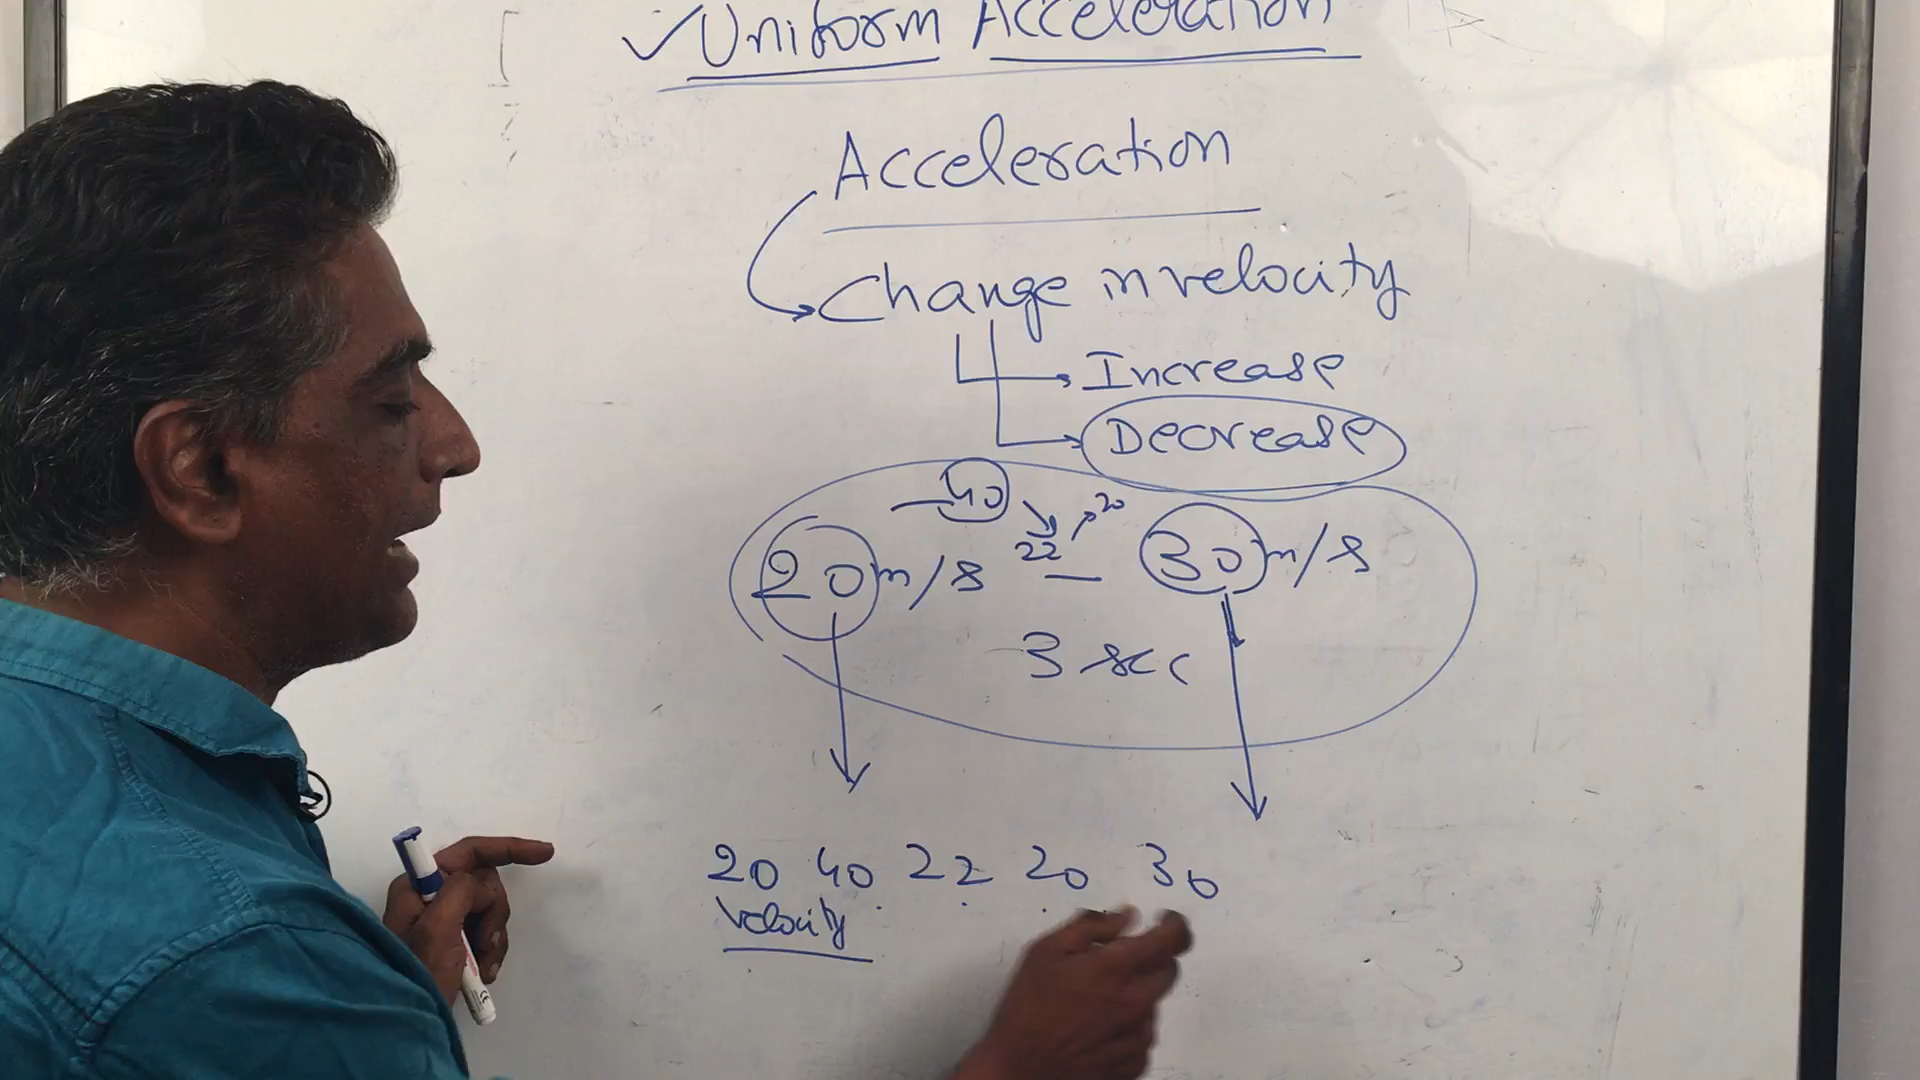 ✓Uniform Acceleration
Acceleration
Change in velocity
Increase
Decrease
40
22 20
20 m/s — 30 m/s
3 sec
20 40 22 20 30
velocity